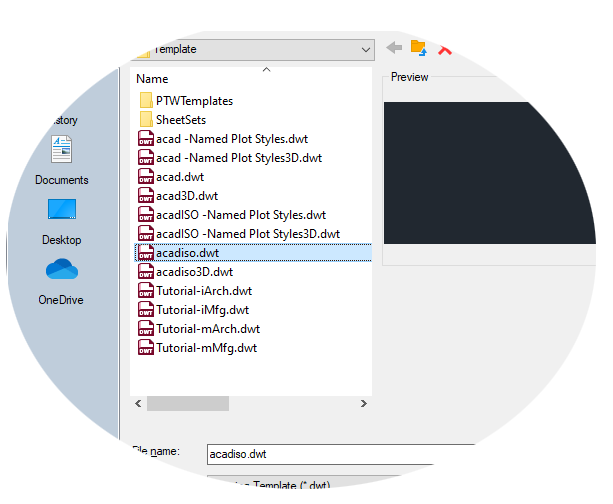 Template
Name
Preview
PTWTemplates
SheetSets
acad -Named Plot Styles.dwt
acad -Named Plot Styles3D.dwt
acad.dwt
acad3D.dwt
acadISO -Named Plot Styles.dwt
acadISO -Named Plot Styles3D.dwt
acadiso.dwt
acadiso3D.dwt
Tutorial-iArch.dwt
Tutorial-iMfg.dwt
Tutorial-mArch.dwt
Tutorial-mMfg.dwt
Documents
Desktop
OneDrive
File name:
acadiso.dwt
Template (*.dwt)